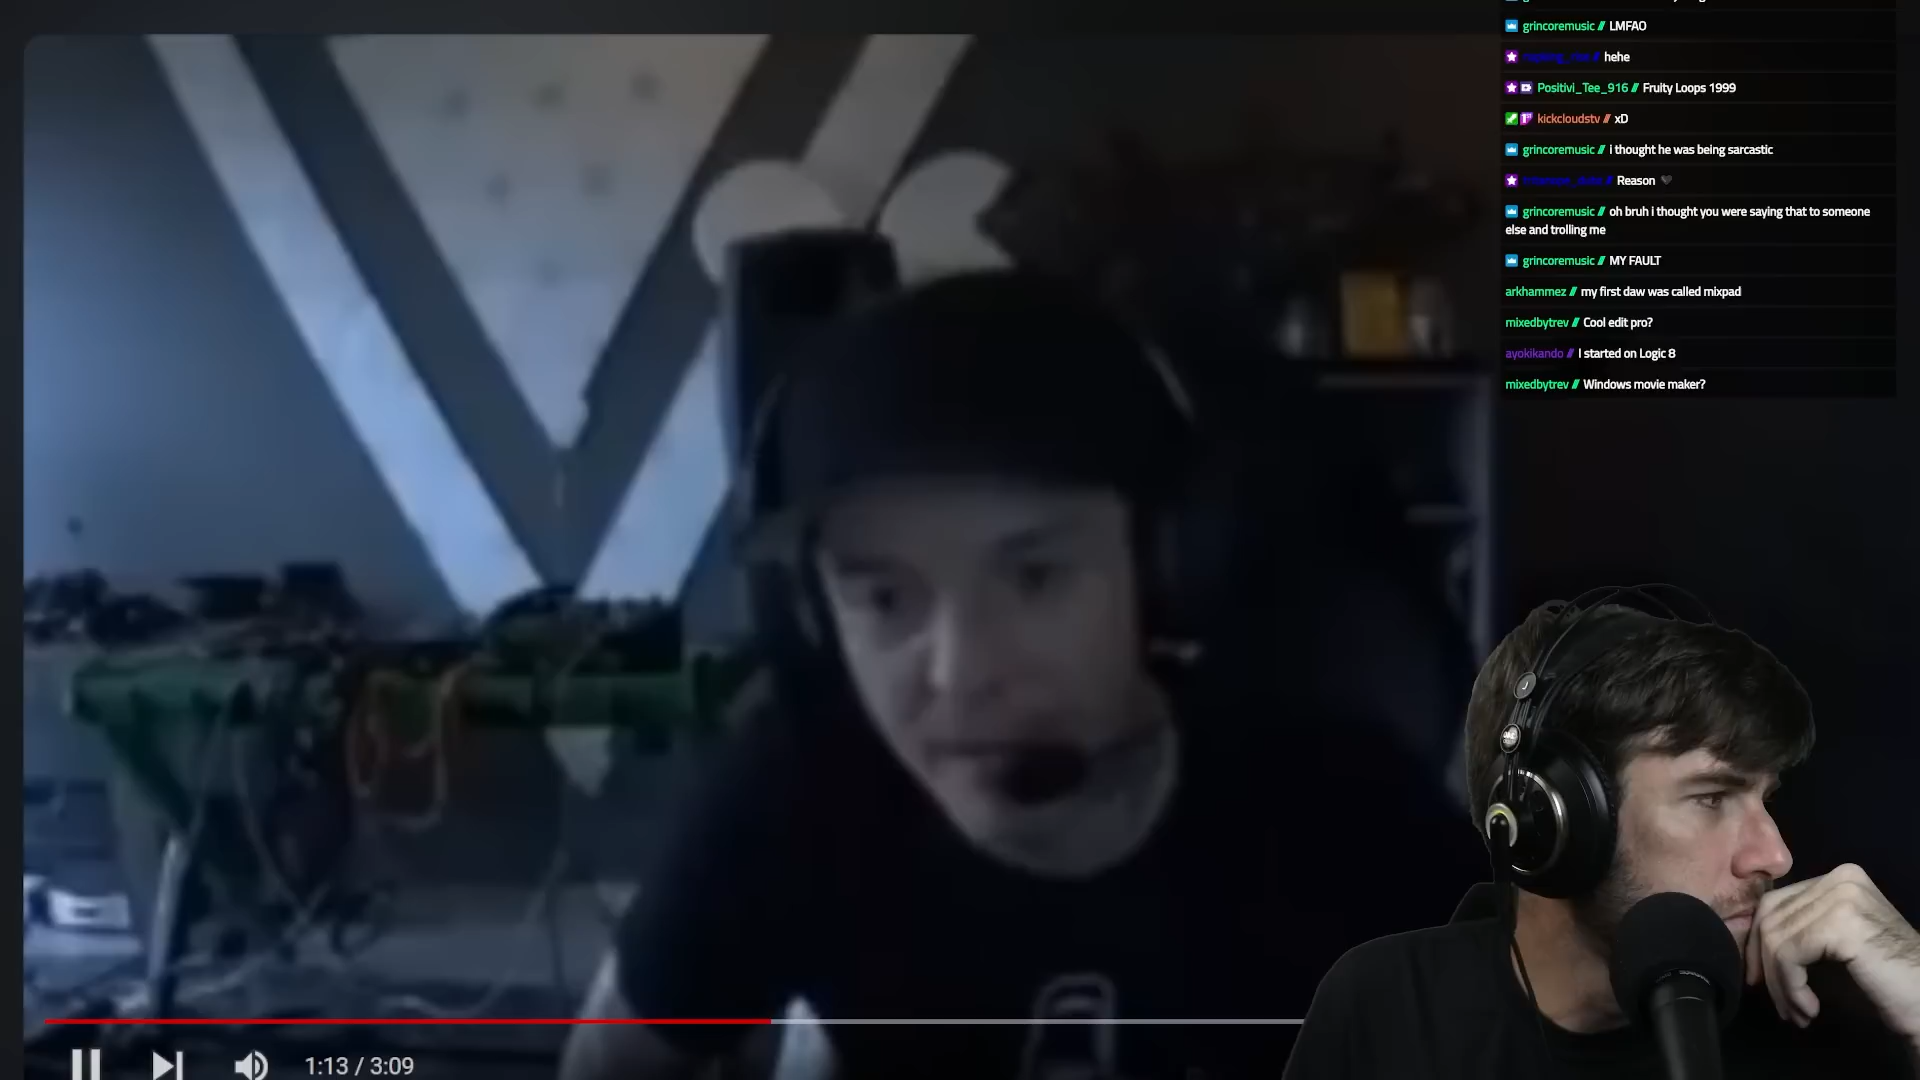 grincoremusic // LMFAO
hehe
Positivi_Tee_916 // Fruity Loops 1999
kickcloudstv // xD
grincoremusic // i thought he was being sarcastic
Reason 🖤
grincoremusic // oh bruh i thought you were saying that to someone
else and trolling me
grincoremusic // MY FAULT
arkhammez // my first daw was called mixpad
mixedbytrev // Cool edit pro?
ayokikando // I started on Logic 8
mixedbytrev // Windows movie maker?
1:13 / 3:09